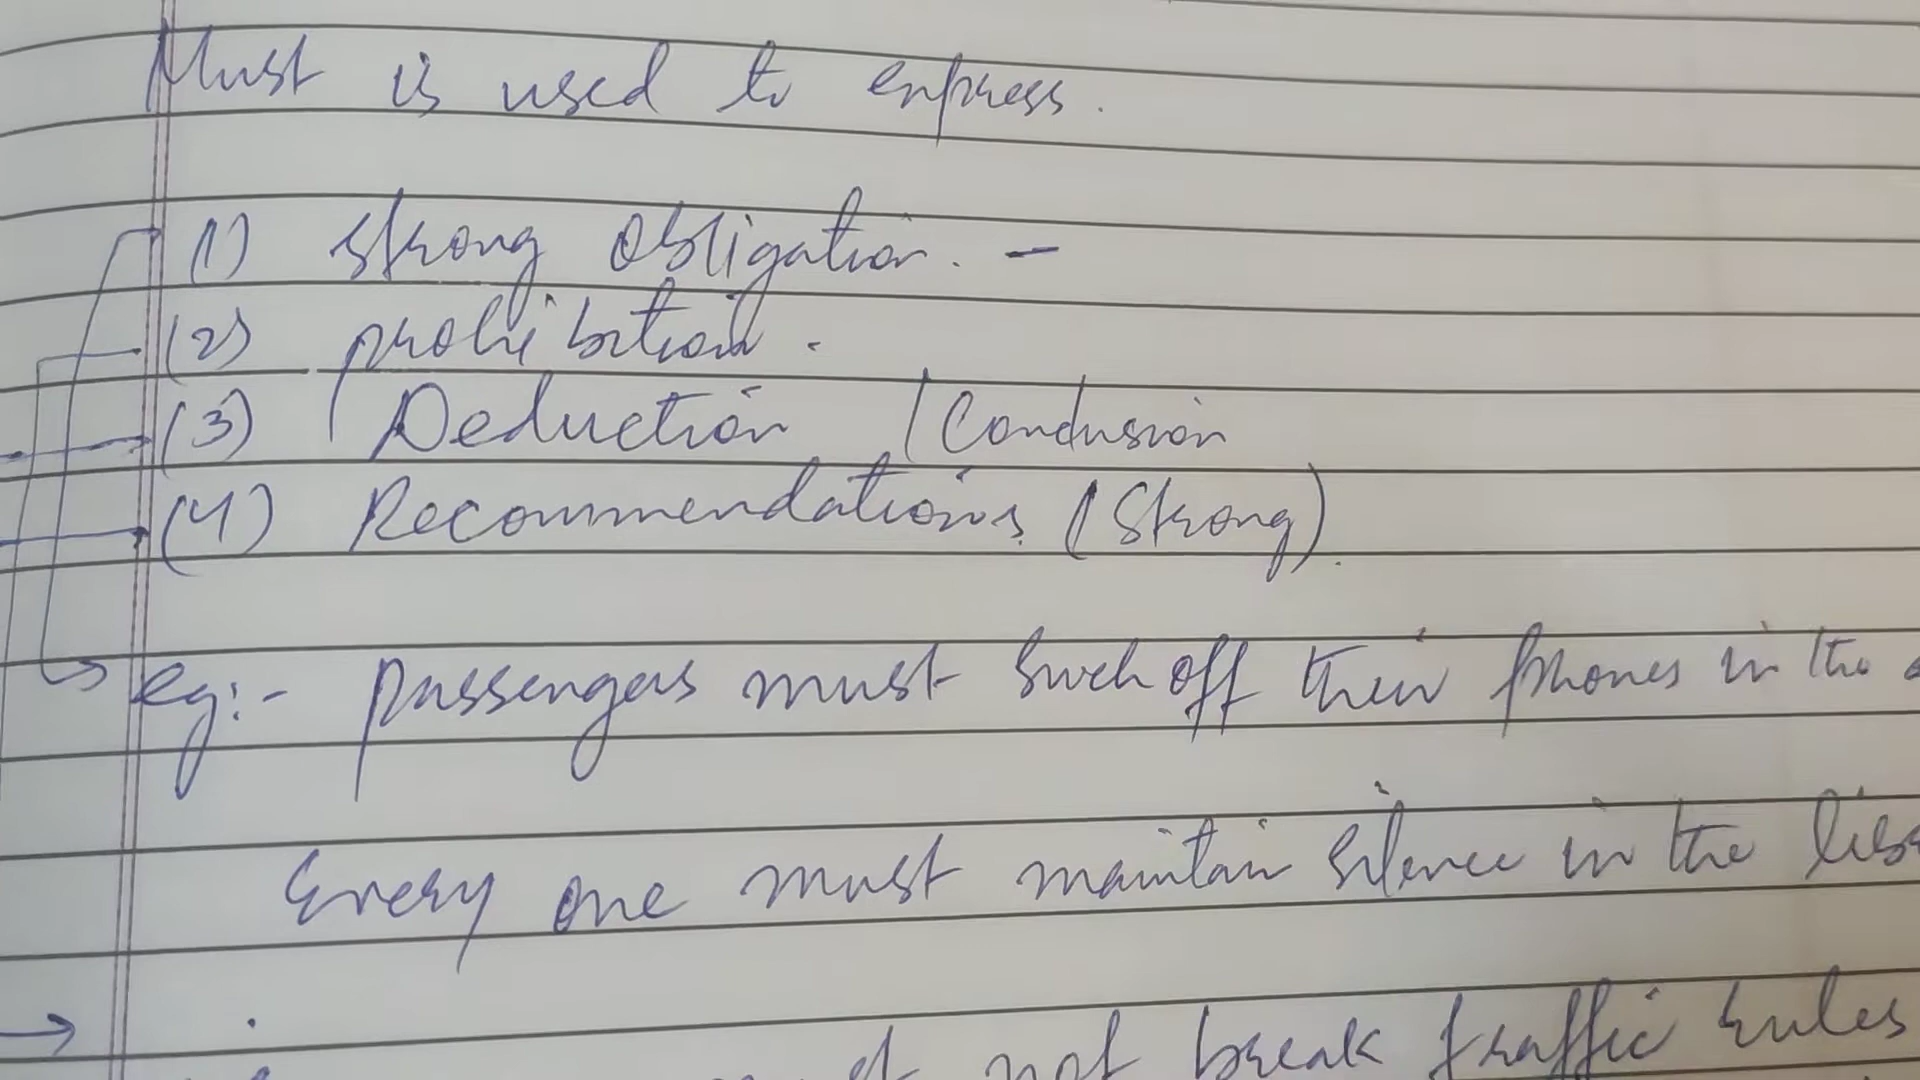 Must is used to express.
(1) strong obligation. -
(2) prohibition.
(3) Deduction / Conclusion
(4) Recommendations (Strong).
eg:- passengers must swich off their phones in the
Every one must maintain silence in the
not break traffic rules